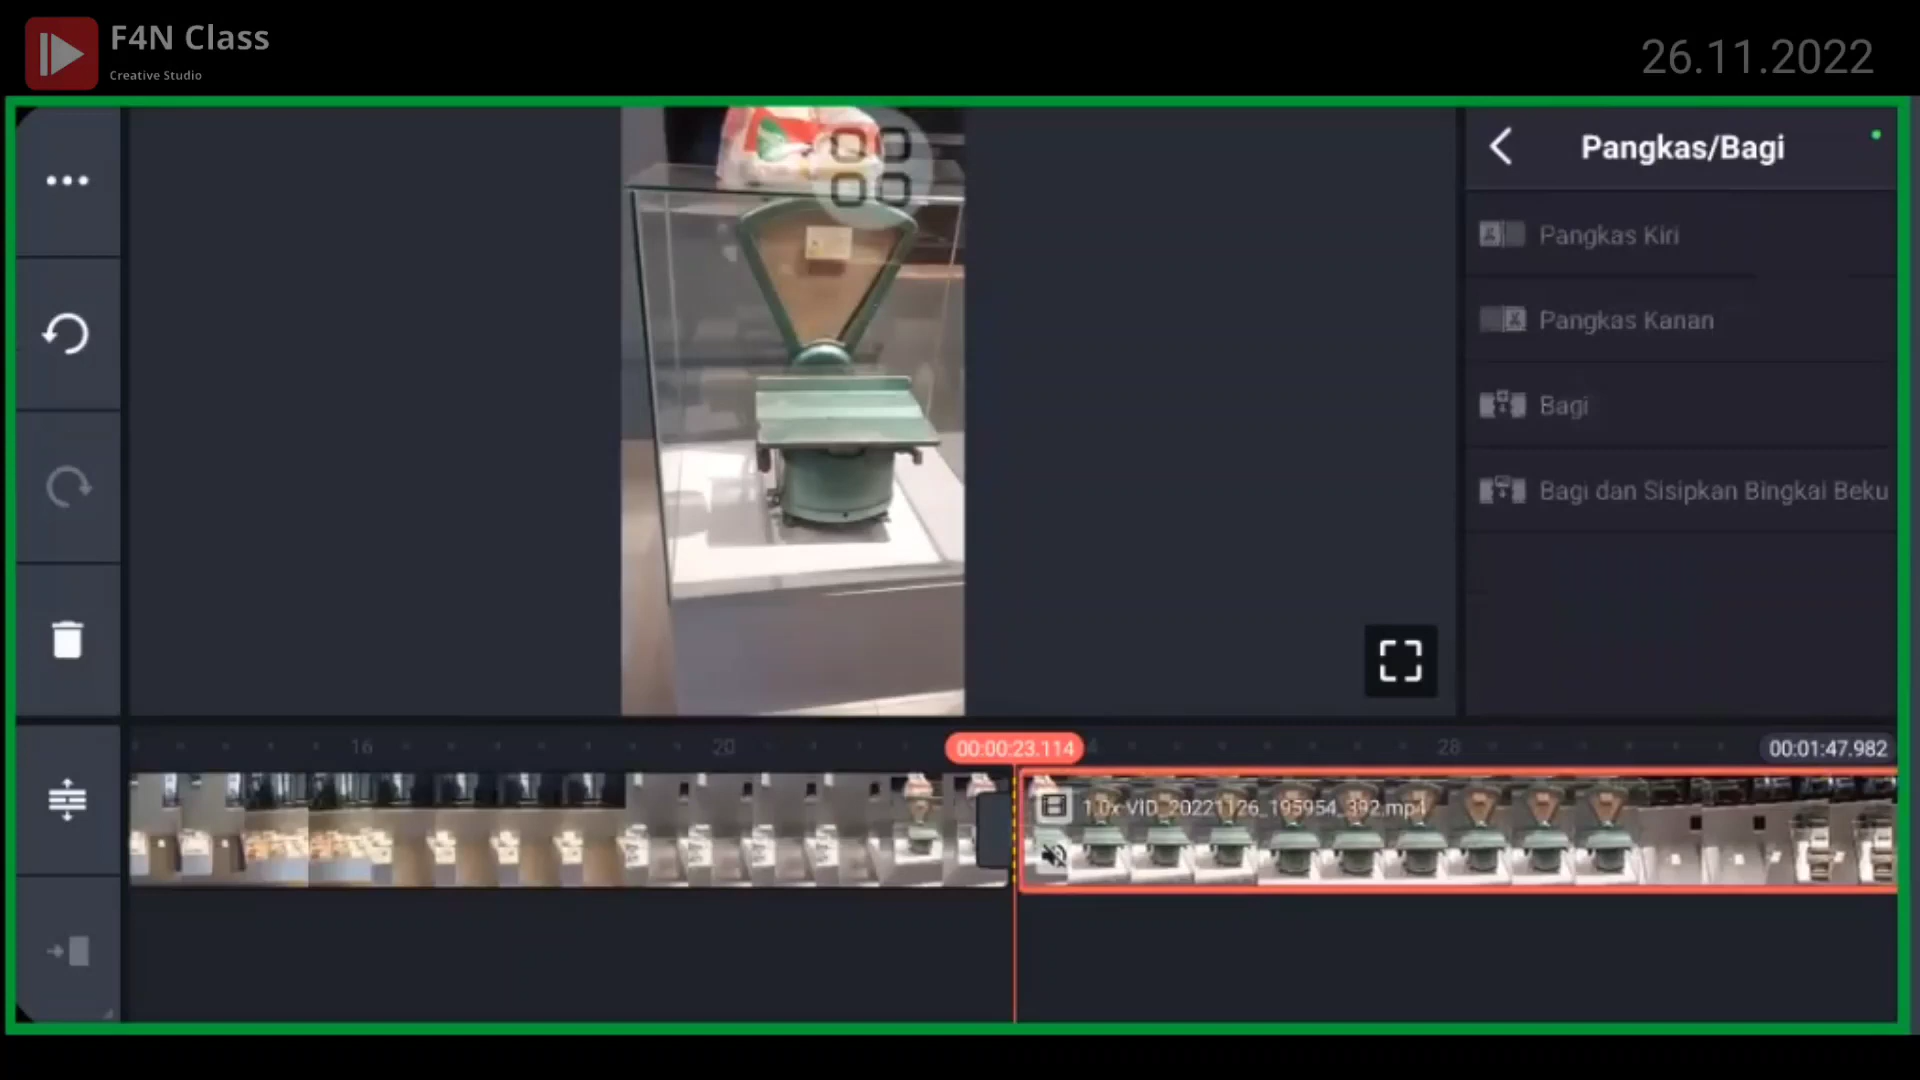 F4N Class
Creative Studio
26.11.2022
Pangkas/Bagi
Pangkas Kiri
Pangkas Kanan
Bagi
Bagi dan Sisipkan Bingkai Beku
16
20
00:00:23.114
4
28
00:01:47.982
1.0x VID_20221126_195954_392.mp4